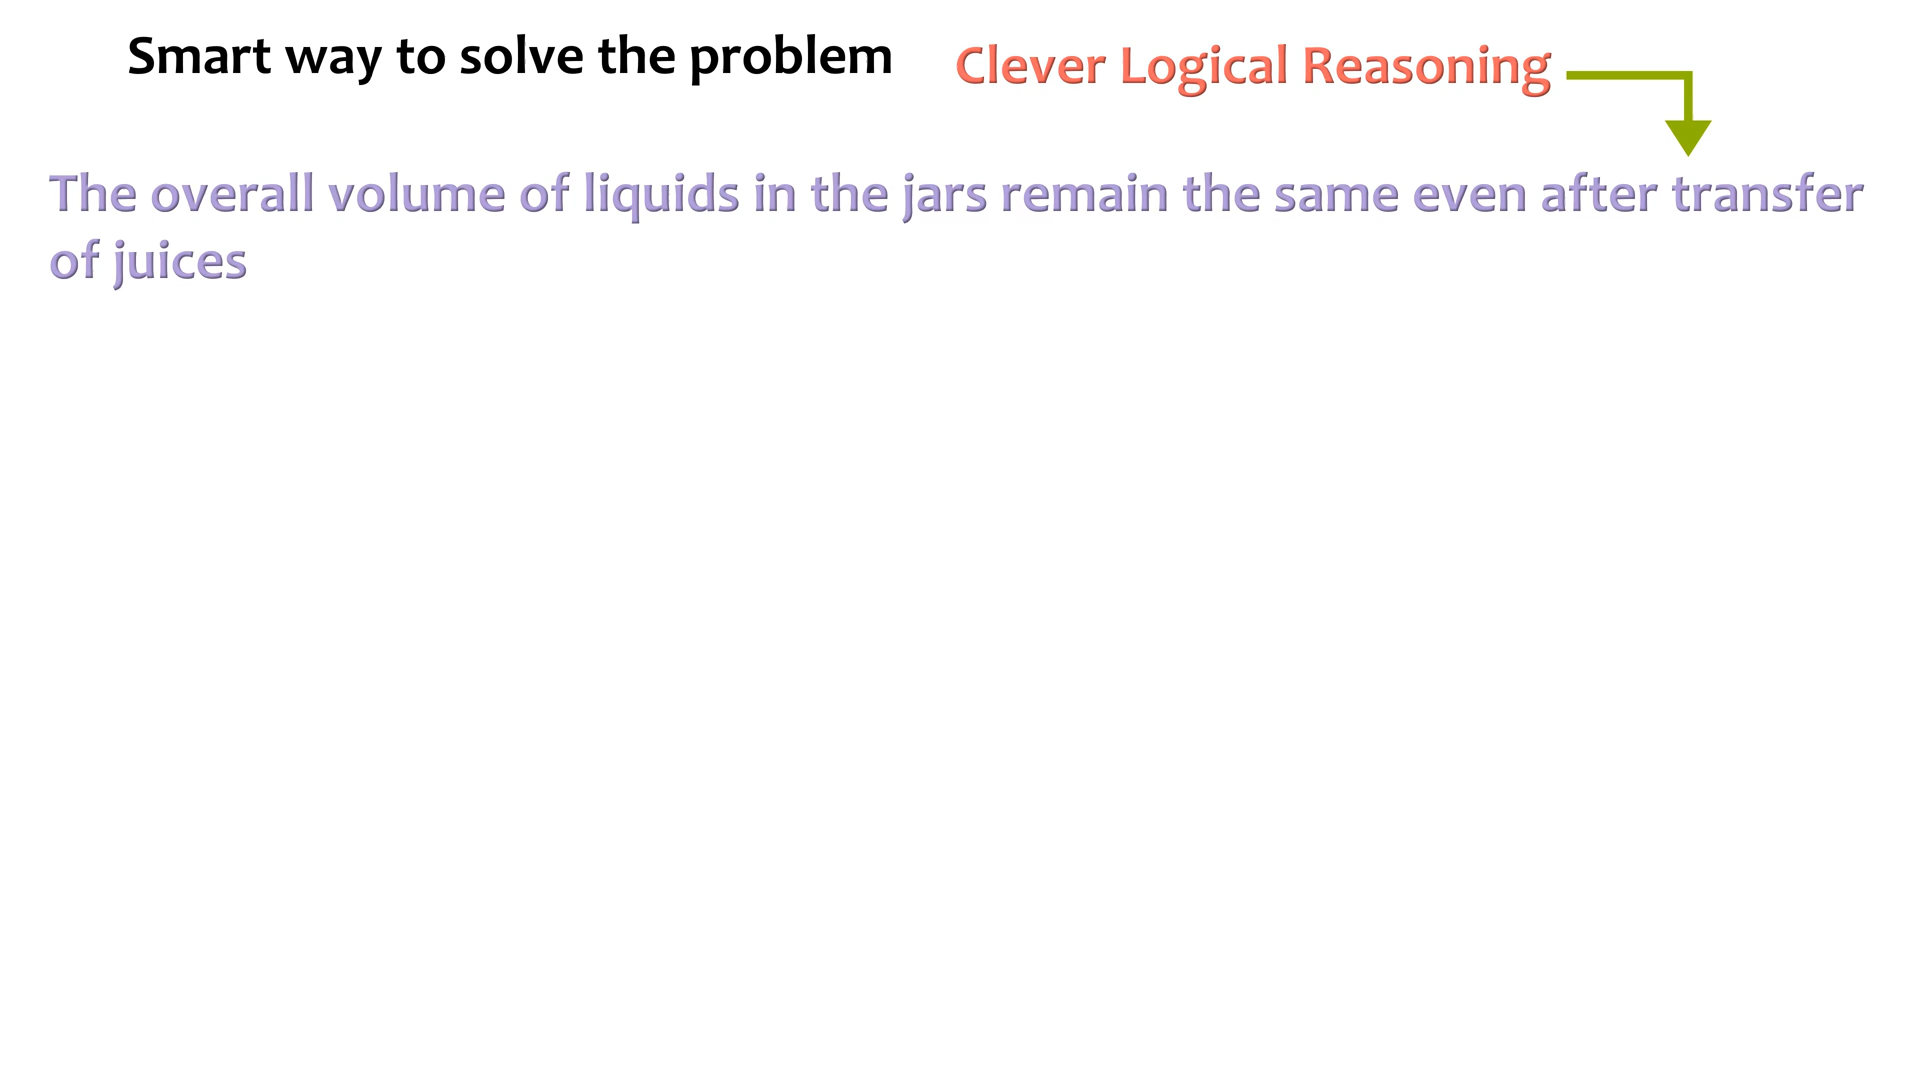 Smart way to solve the problem
Clever Logical Reasoning
The overall volume of liquids in the jars remain the same even after transfer
of juices